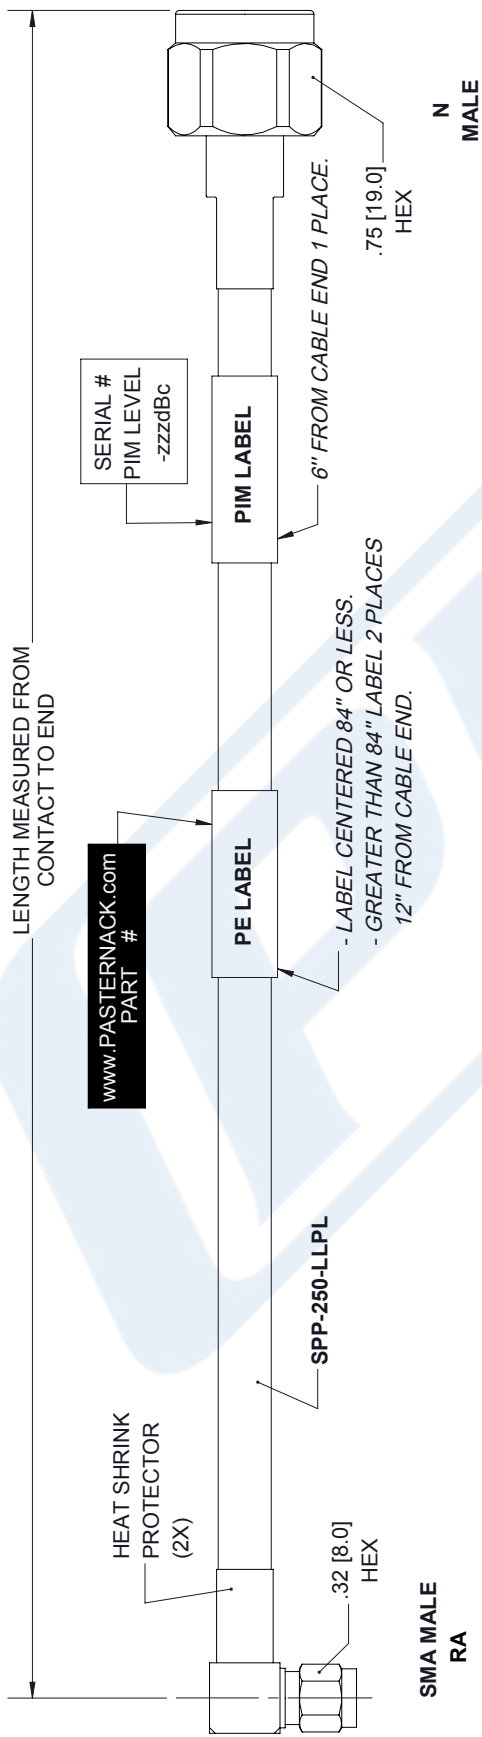 LENGTH MEASURED FROM
CONTACT TO END
HEAT SHRINK
PROTECTOR
(2X)
www.PASTERNACK.com
PART #
SERIAL #
PIM LEVEL
-zzzdBc
PE LABEL
PIM LABEL
.32 [8.0]
HEX
SPP-250-LLPL
- LABEL CENTERED 84" OR LESS.
- GREATER THAN 84" LABEL 2 PLACES
12" FROM CABLE END.
6" FROM CABLE END 1 PLACE.
.75 [19.0]
HEX
SMA MALE
RA
N
MALE